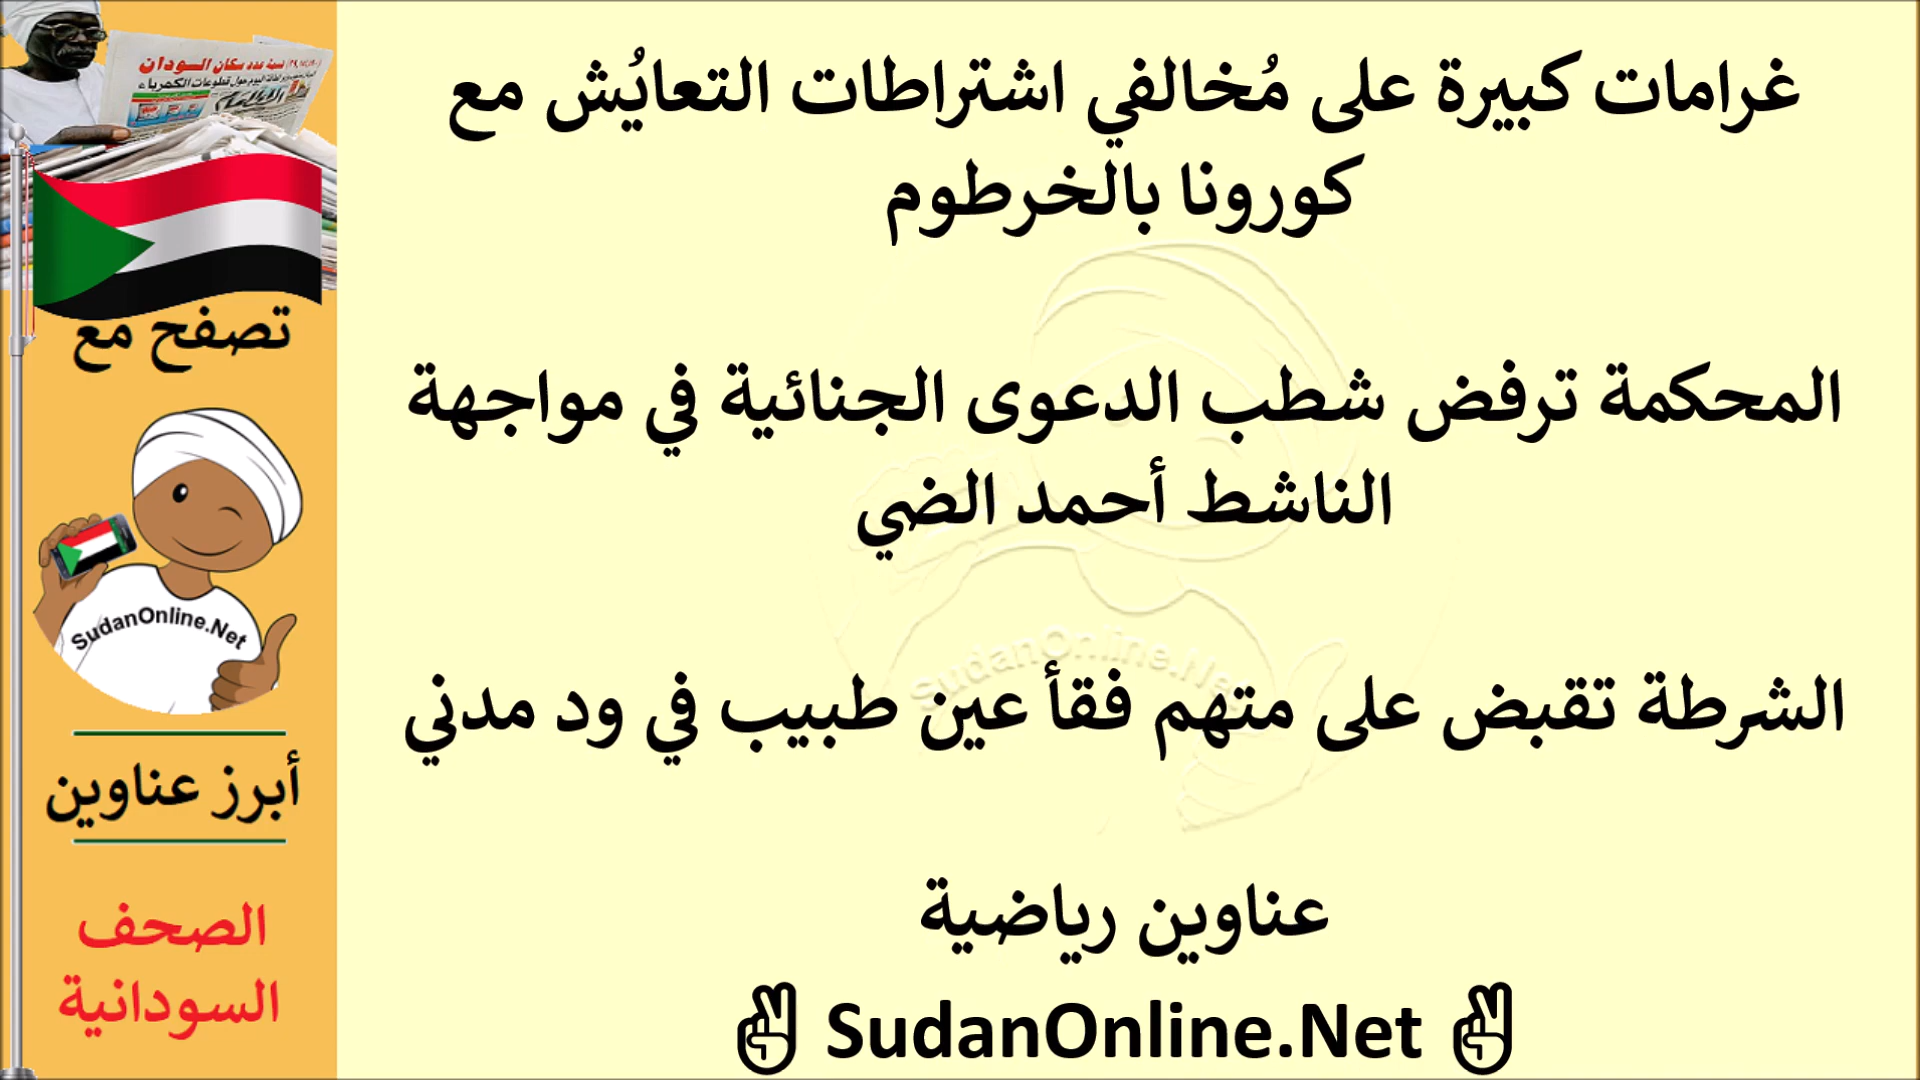 غرامات كبيرة على مُخالفي اشتراطات التعايُش مع
كورونا بالخرطوم
المحكمة ترفض شطب الدعوى الجنائية في مواجهة
الناشط أحمد الضي
الشرطة تقبض على متهم فقأ عين طبيب في ود مدني
عناوين رياضية
SudanOnline.Net
تصفح مع
SudanOnline.Net
أبرز عناوين
الصحف
السودانية
SudanOnline.Net